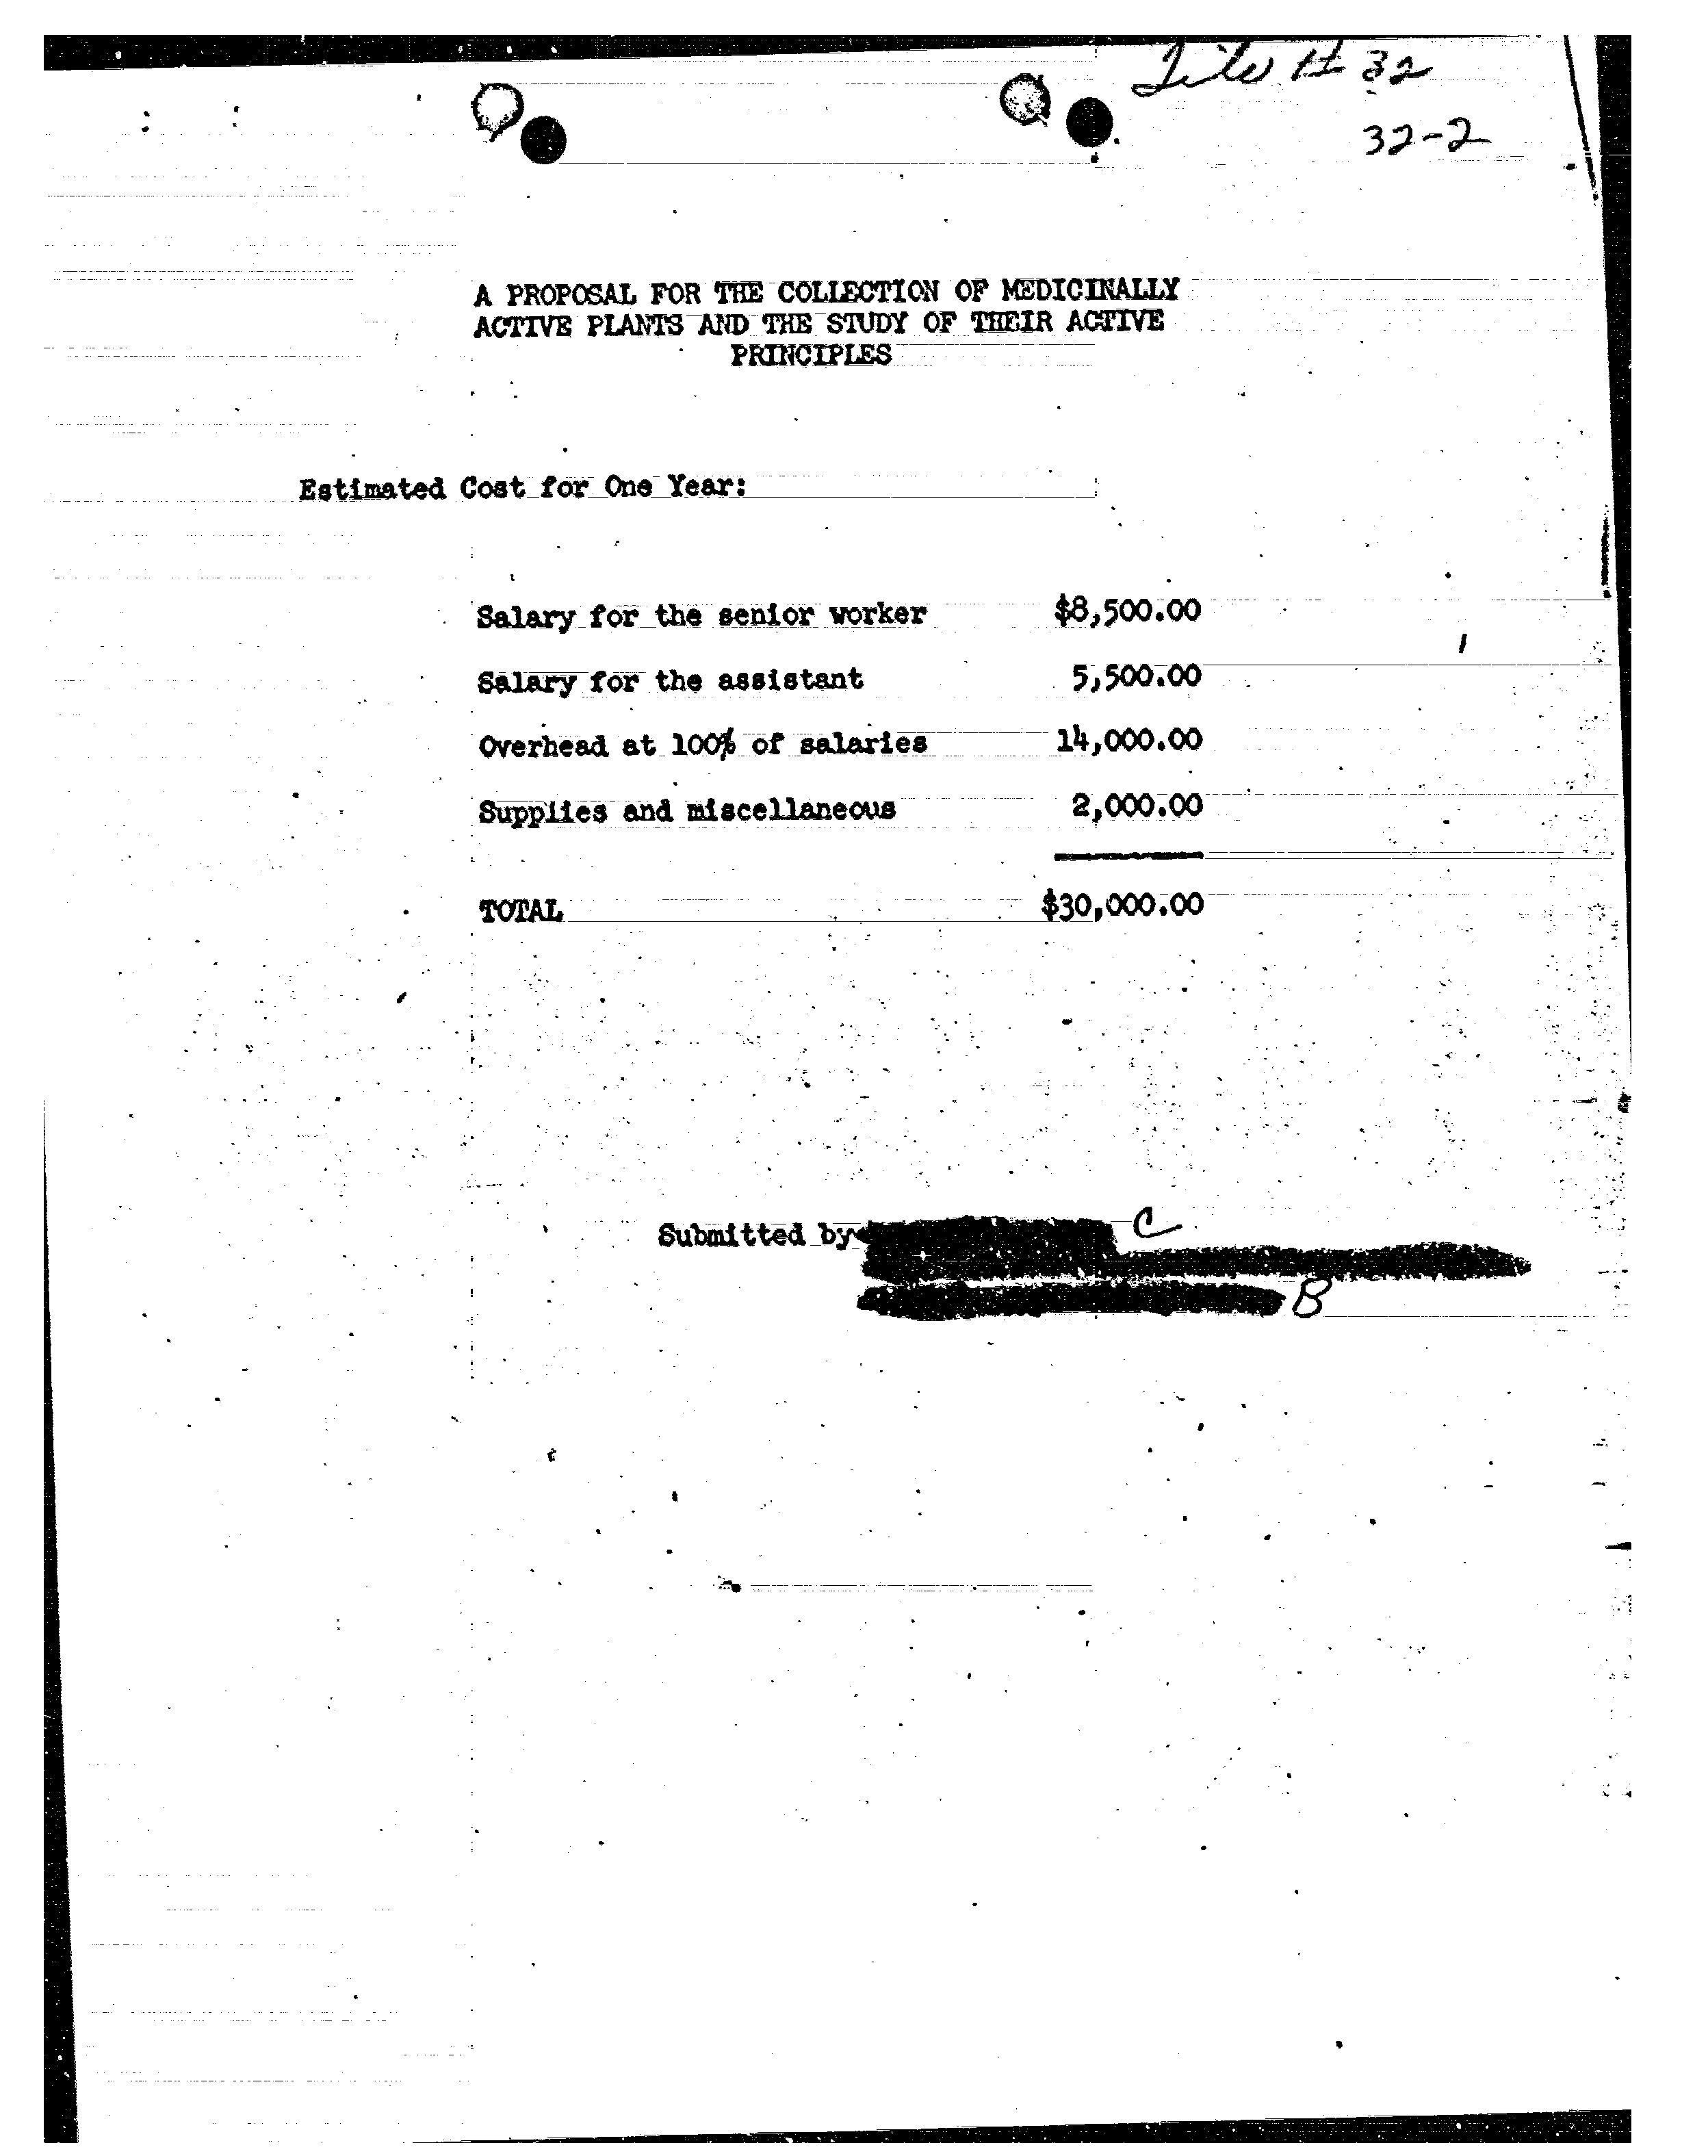 File # 32
32-2
A PROPOSAL FOR THE COLLECTION OF MEDICINALLY
ACTIVE PLANTS AND THE STUDY OF THEIR ACTIVE
PRINCIPLES
Estimated Cost for One Year:
Salary for the senior worker $8,500.00
Salary for the assistant 5,500.00
Overhead at 100% of salaries 14,000.00
Supplies and miscellaneous 2,000.00
TOTAL $30,000.00
Submitted by C
B